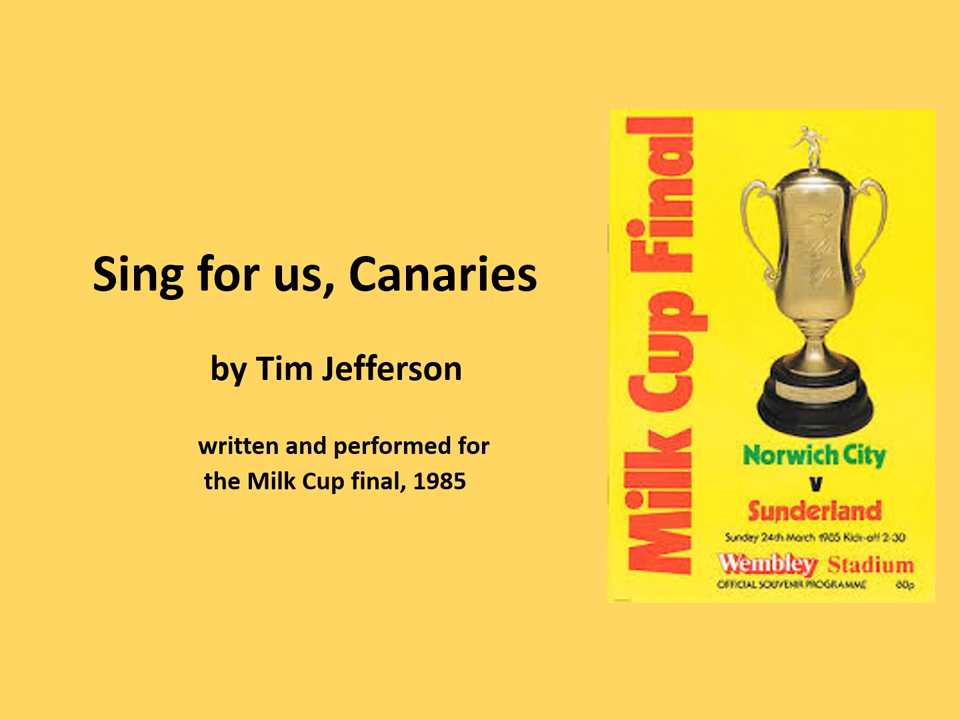 Sing for us, Canaries
by Tim Jefferson
written and performed for
the Milk Cup final, 1985
Milk Cup Final
Norwich City
v
Sunderland
Sunday 24th March 1985 Kick-off 2·30
Wembley Stadium
OFFICIAL SOUVENIR PROGRAMME 60p